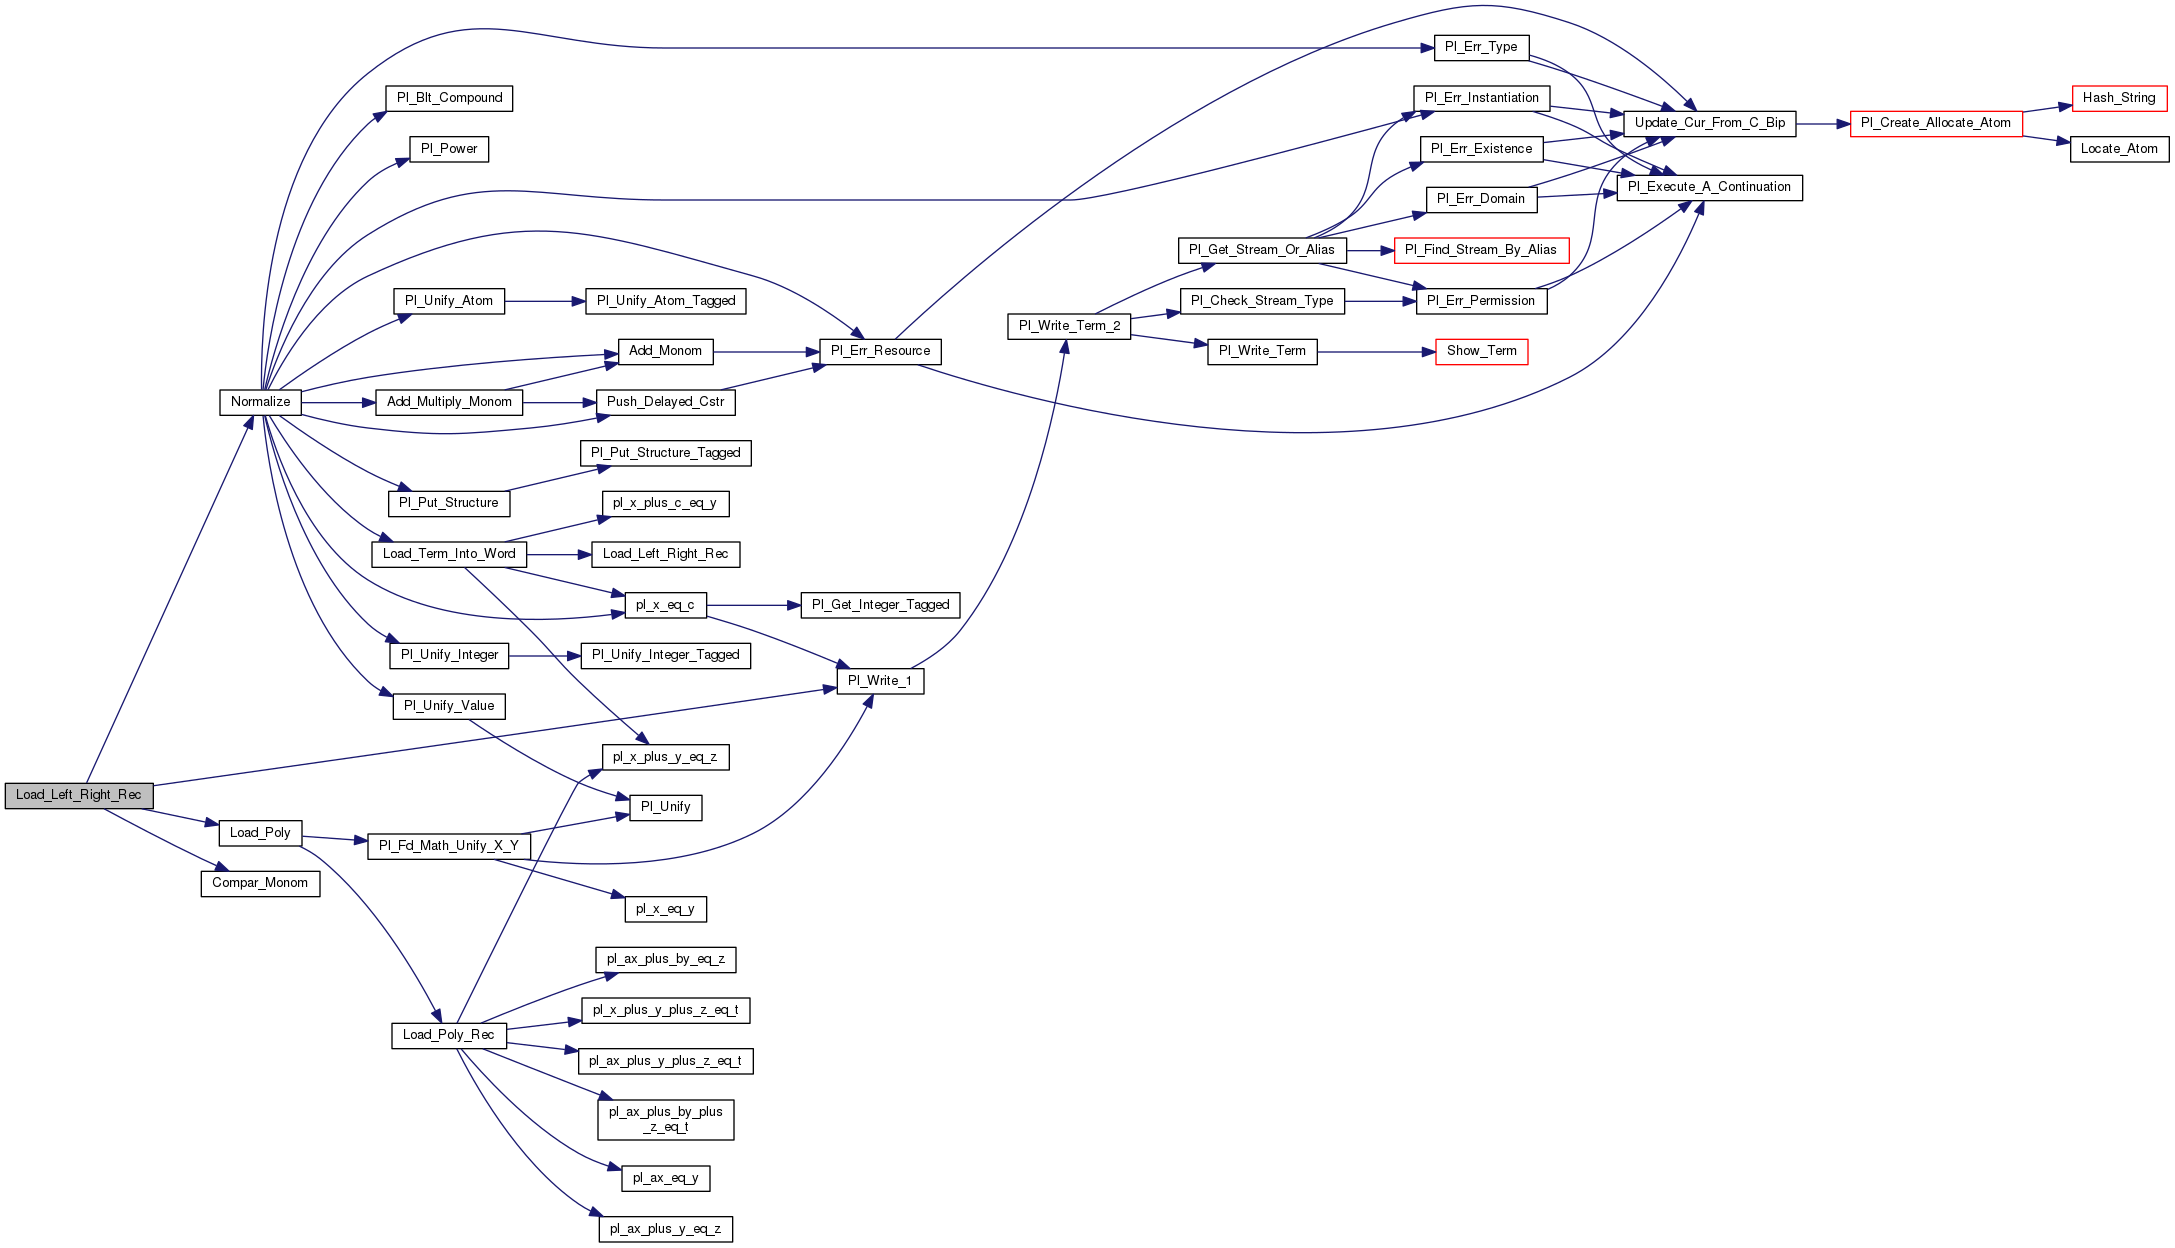 Pl_Err_Type
Pl_Blt_Compound
Pl_Err_Instantiation
Hash_String
Update_Cur_From_C_Bip
Pl_Create_Allocate_Atom
Pl_Power
Pl_Err_Existence
Locate_Atom
Pl_Execute_A_Continuation
Pl_Err_Domain
Pl_Get_Stream_Or_Alias
Pl_Find_Stream_By_Alias
Pl_Unify_Atom
Pl_Unify_Atom_Tagged
Pl_Check_Stream_Type
Pl_Err_Permission
Pl_Write_Term_2
Add_Monom
Pl_Err_Resource
Pl_Write_Term
Show_Term
Normalize
Add_Multiply_Monom
Push_Delayed_Cstr
Pl_Put_Structure_Tagged
Pl_Put_Structure
pl_x_plus_c_eq_y
Load_Term_Into_Word
Load_Left_Right_Rec
pl_x_eq_c
Pl_Get_Integer_Tagged
Pl_Unify_Integer
Pl_Unify_Integer_Tagged
Pl_Write_1
Pl_Unify_Value
pl_x_plus_y_eq_z
Load_Left_Right_Rec
Pl_Unify
Load_Poly
Pl_Fd_Math_Unify_X_Y
Compar_Monom
pl_x_eq_y
pl_ax_plus_by_eq_z
pl_x_plus_y_plus_z_eq_t
Load_Poly_Rec
pl_ax_plus_y_plus_z_eq_t
pl_ax_plus_by_plus
_z_eq_t
pl_ax_eq_y
pl_ax_plus_y_eq_z